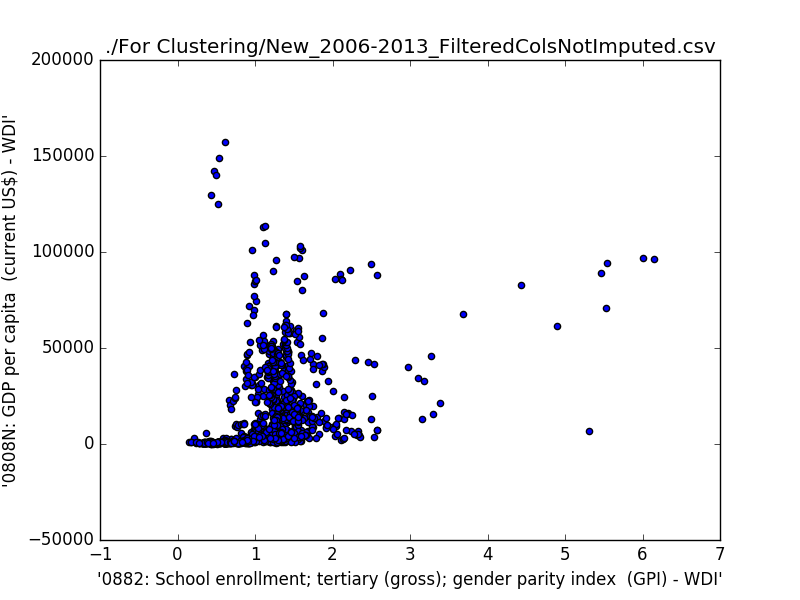 ./For Clustering/New_2006-2013_FilteredColsNotImputed.csv
200000
150000
100000
50000
0
−50000
'0808N: GDP per capita  (current US$) - WDI'
−1 0 1 2 3 4 5 6 7
'0882: School enrollment; tertiary (gross); gender parity index  (GPI) - WDI'